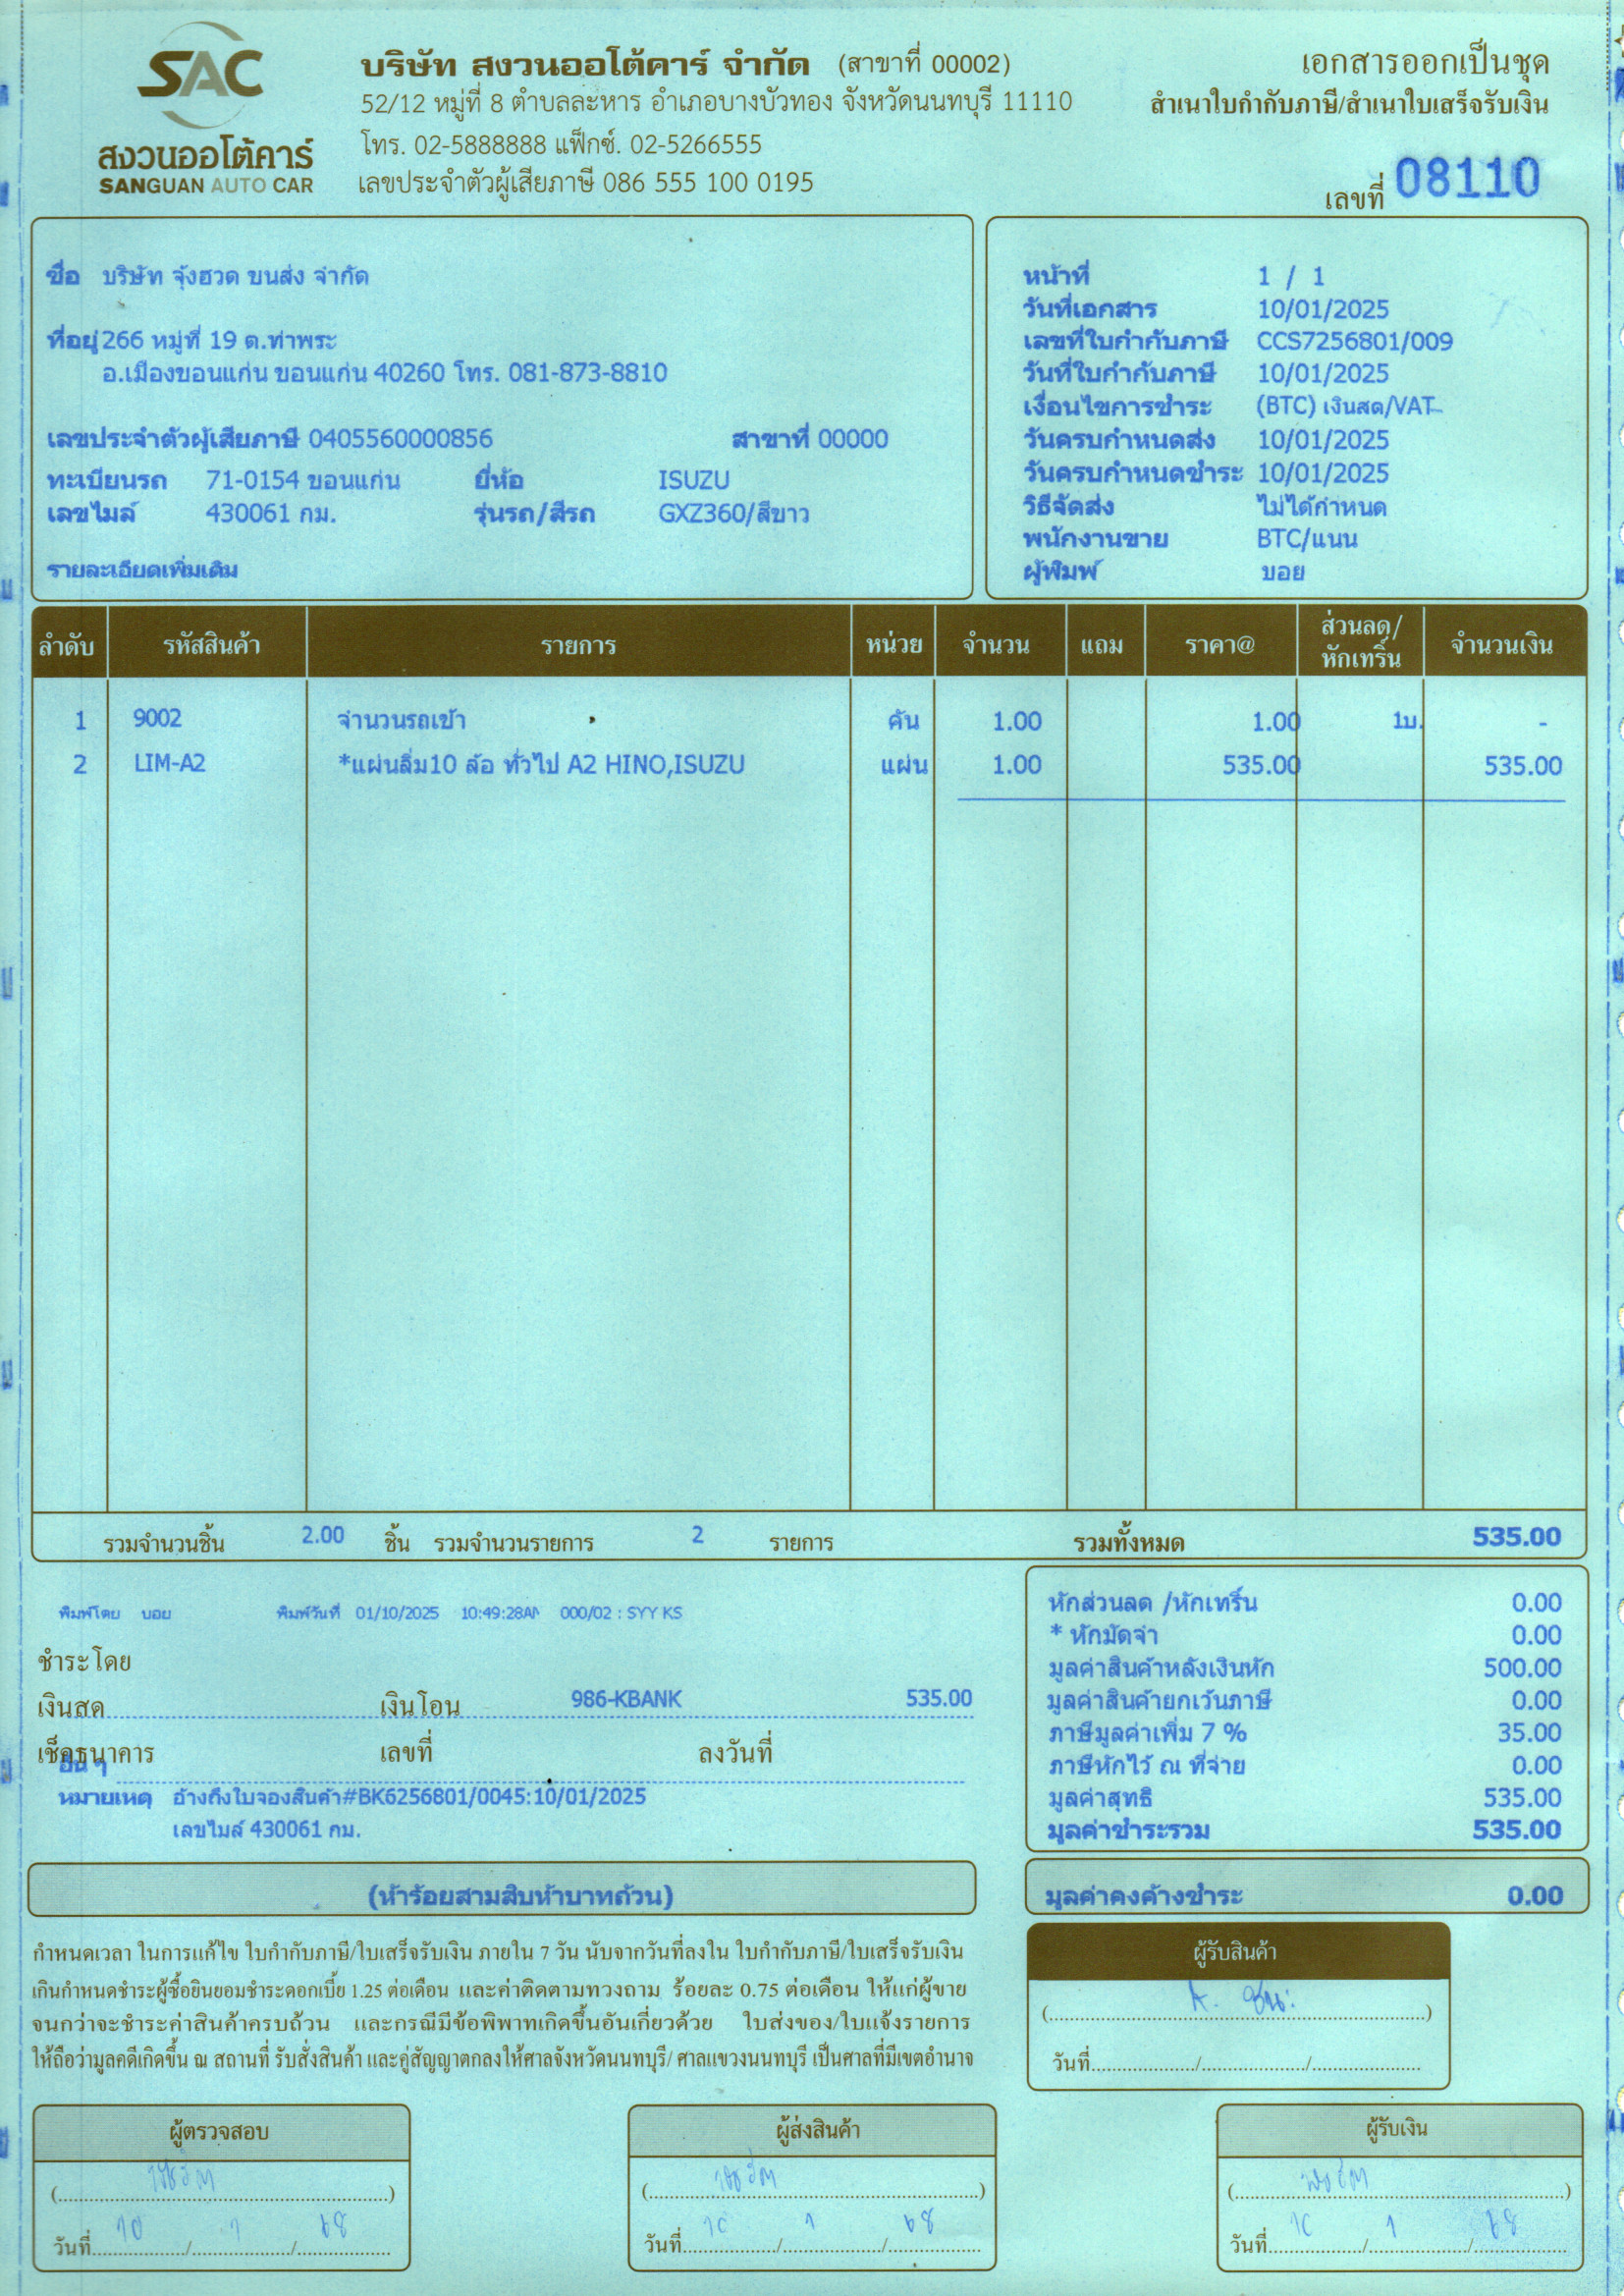 SAC
สงวนออโต้คาร์
SANGUAN AUTO CAR
บริษัท สงวนออโต้คาร์ จำกัด (สาขาที่ 00002)
52/12 หมู่ที่ 8 ตำบลละหาร อำเภอบางบัวทอง จังหวัดนนทบุรี 11110
โทร. 02-5888888 แฟ็กซ์. 02-5266555
เลขประจำตัวผู้เสียภาษี 086 555 100 0195
เอกสารออกเป็นชุด
สำเนาใบกำกับภาษี/สำเนาใบเสร็จรับเงิน
เลขที่ 08110
ชื่อ บริษัท จุ้งฮวด ขนส่ง จำกัด
ที่อยู่ 266 หมู่ที่ 19 ต.ท่าพระ
อ.เมืองขอนแก่น ขอนแก่น 40260 โทร. 081-873-8810
เลขประจำตัวผู้เสียภาษี 0405560000856 สาขาที่ 00000
ทะเบียนรถ 71-0154 ขอนแก่น ยี่ห้อ ISUZU
เลขไมล์ 430061 กม. รุ่นรถ/สีรถ GXZ360/สีขาว
รายละเอียดเพิ่มเติม
หน้าที่ 1 / 1
วันที่เอกสาร 10/01/2025
เลขที่ใบกำกับภาษี CCS7256801/009
วันที่ใบกำกับภาษี 10/01/2025
เงื่อนไขการชำระ (BTC) เงินสด/VAT
วันครบกำหนดส่ง 10/01/2025
วันครบกำหนดชำระ 10/01/2025
วิธีจัดส่ง ไม่ได้กำหนด
พนักงานขาย BTC/แนน
ผู้พิมพ์ บอย
ลำดับ รหัสสินค้า รายการ หน่วย จำนวน แถม ราคา@ ส่วนลด/หักเทริ์น จำนวนเงิน
1 9002 จำนวนรถเข้า คัน 1.00 1.00 1บ. -
2 LIM-A2 *แผ่นลิ่ม10 ล้อ ทั่วไป A2 HINO,ISUZU แผ่น 1.00 535.00 535.00
รวมจำนวนชิ้น 2.00 ชิ้น รวมจำนวนรายการ 2 รายการ รวมทั้งหมด 535.00
พิมพ์โดย บอย พิมพ์วันที่ 01/10/2025 10:49:28AM 000/02 : SYY KS
ชำระโดย
เงินสด เงินโอน 986-KBANK 535.00
เช็คธนาคาร เลขที่ ลงวันที่
อื่น ๆ
หมายเหตุ อ้างถึงใบจองสินค้า#BK6256801/0045:10/01/2025
เลขไมล์ 430061 กม.
หักส่วนลด /หักเทริ์น 0.00
* หักมัดจำ 0.00
มูลค่าสินค้าหลังเงินหัก 500.00
มูลค่าสินค้ายกเว้นภาษี 0.00
ภาษีมูลค่าเพิ่ม 7 % 35.00
ภาษีหักไว้ ณ ที่จ่าย 0.00
มูลค่าสุทธิ 535.00
มูลค่าชำระรวม 535.00
(ห้าร้อยสามสิบห้าบาทถ้วน)
มูลค่าคงค้างชำระ 0.00
กำหนดเวลา ในการแก้ไข ใบกำกับภาษี/ใบเสร็จรับเงิน ภายใน 7 วัน นับจากวันที่ลงใน ใบกำกับภาษี/ใบเสร็จรับเงิน
เกินกำหนดชำระผู้ซื้อยินยอมชำระดอกเบี้ย 1.25 ต่อเดือน และค่าติดตามทวงถาม ร้อยละ 0.75 ต่อเดือน ให้แก่ผู้ขาย
จนกว่าจะชำระค่าสินค้าครบถ้วน และกรณีมีข้อพิพาทเกิดขึ้นอันเกี่ยวด้วย ใบส่งของ/ใบแจ้งรายการ
ให้ถือว่ามูลคดีเกิดขึ้น ณ สถานที่ รับสั่งสินค้า และคู่สัญญาตกลงให้ศาลจังหวัดนนทบุรี/ ศาลแขวงนนทบุรี เป็นศาลที่มีเขตอำนาจ
ผู้รับสินค้า
วันที่
ผู้ตรวจสอบ
วันที่ 10/1/68
ผู้ส่งสินค้า
วันที่ 10/1/68
ผู้รับเงิน
วันที่ 10/1/68